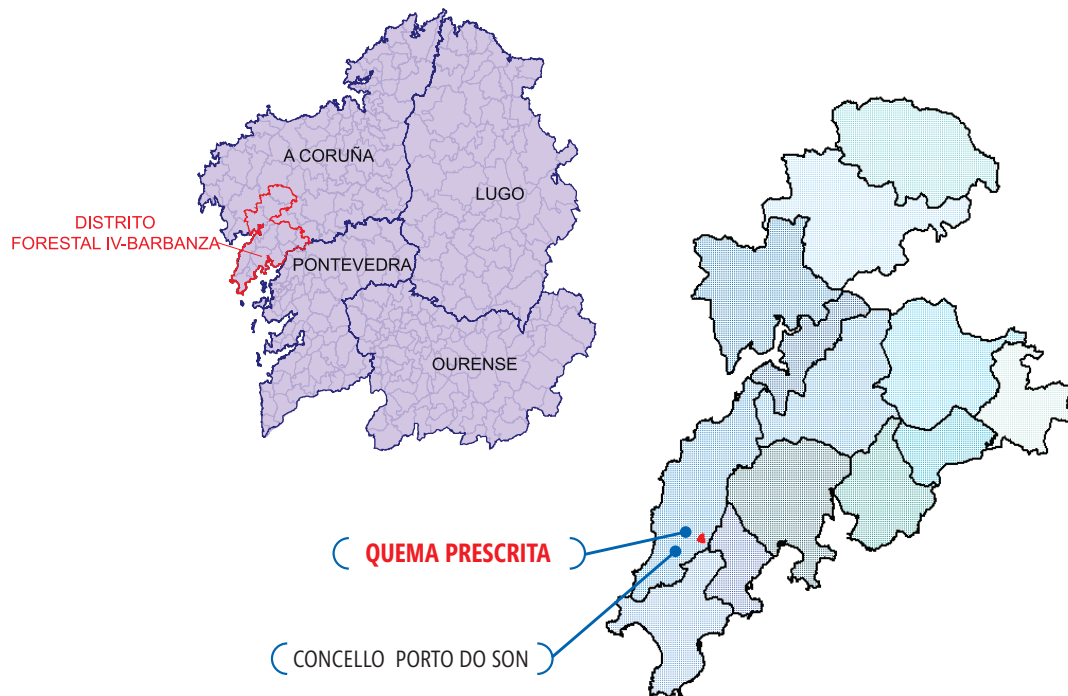 A CORUÑA
LUGO
DISTRITO
FORESTAL IV-BARBANZA
PONTEVEDRA
OURENSE
QUEMA PRESCRITA
CONCELLO PORTO DO SON